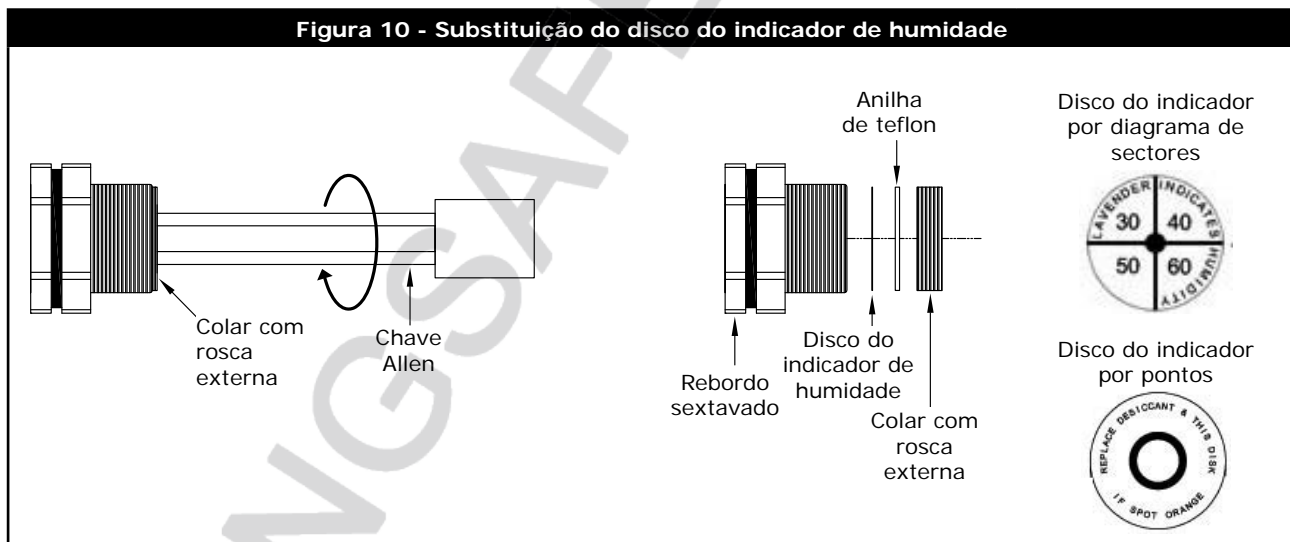 Figura 10 - Substituição do disco do indicador de humidade
Colar com
rosca
externa
Chave
Allen
Anilha
de teflon
Rebordo
sextavado
Disco do
indicador de
humidade
Colar com
rosca
externa
Disco do indicador
por diagrama de
sectores
LAVENDER INDICATES HUMIDITY
30 40
50 60
Disco do indicador
por pontos
REPLACE DESICCANT & THIS DISK
IF SPOT ORANGE
NGSAFE